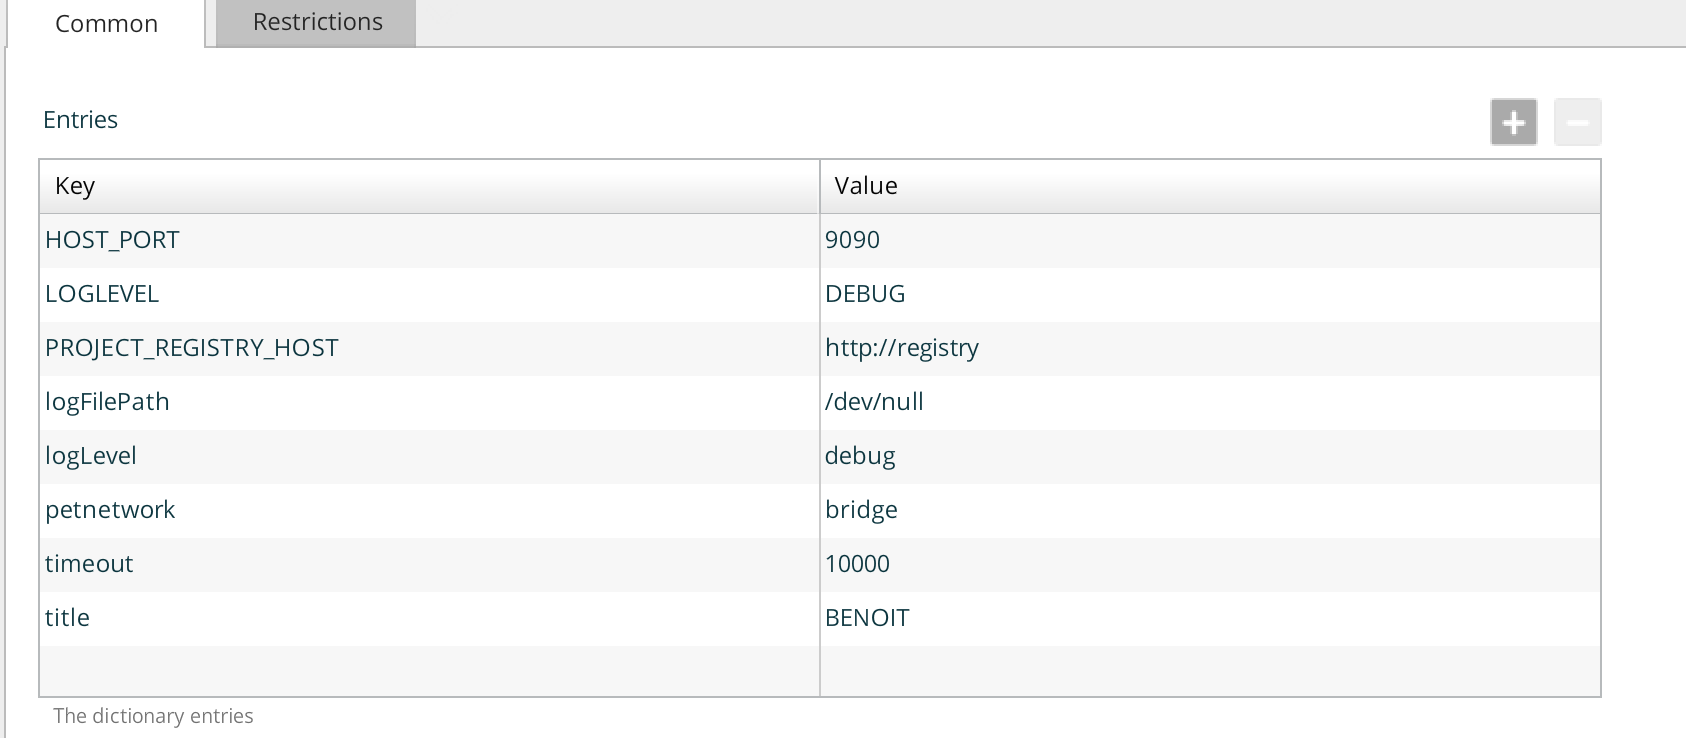 Common Restrictions
Entries
Key Value
HOST_PORT 9090
LOGLEVEL DEBUG
PROJECT_REGISTRY_HOST http://registry
logFilePath /dev/null
logLevel debug
petnetwork bridge
timeout 10000
title BENOIT
The dictionary entries